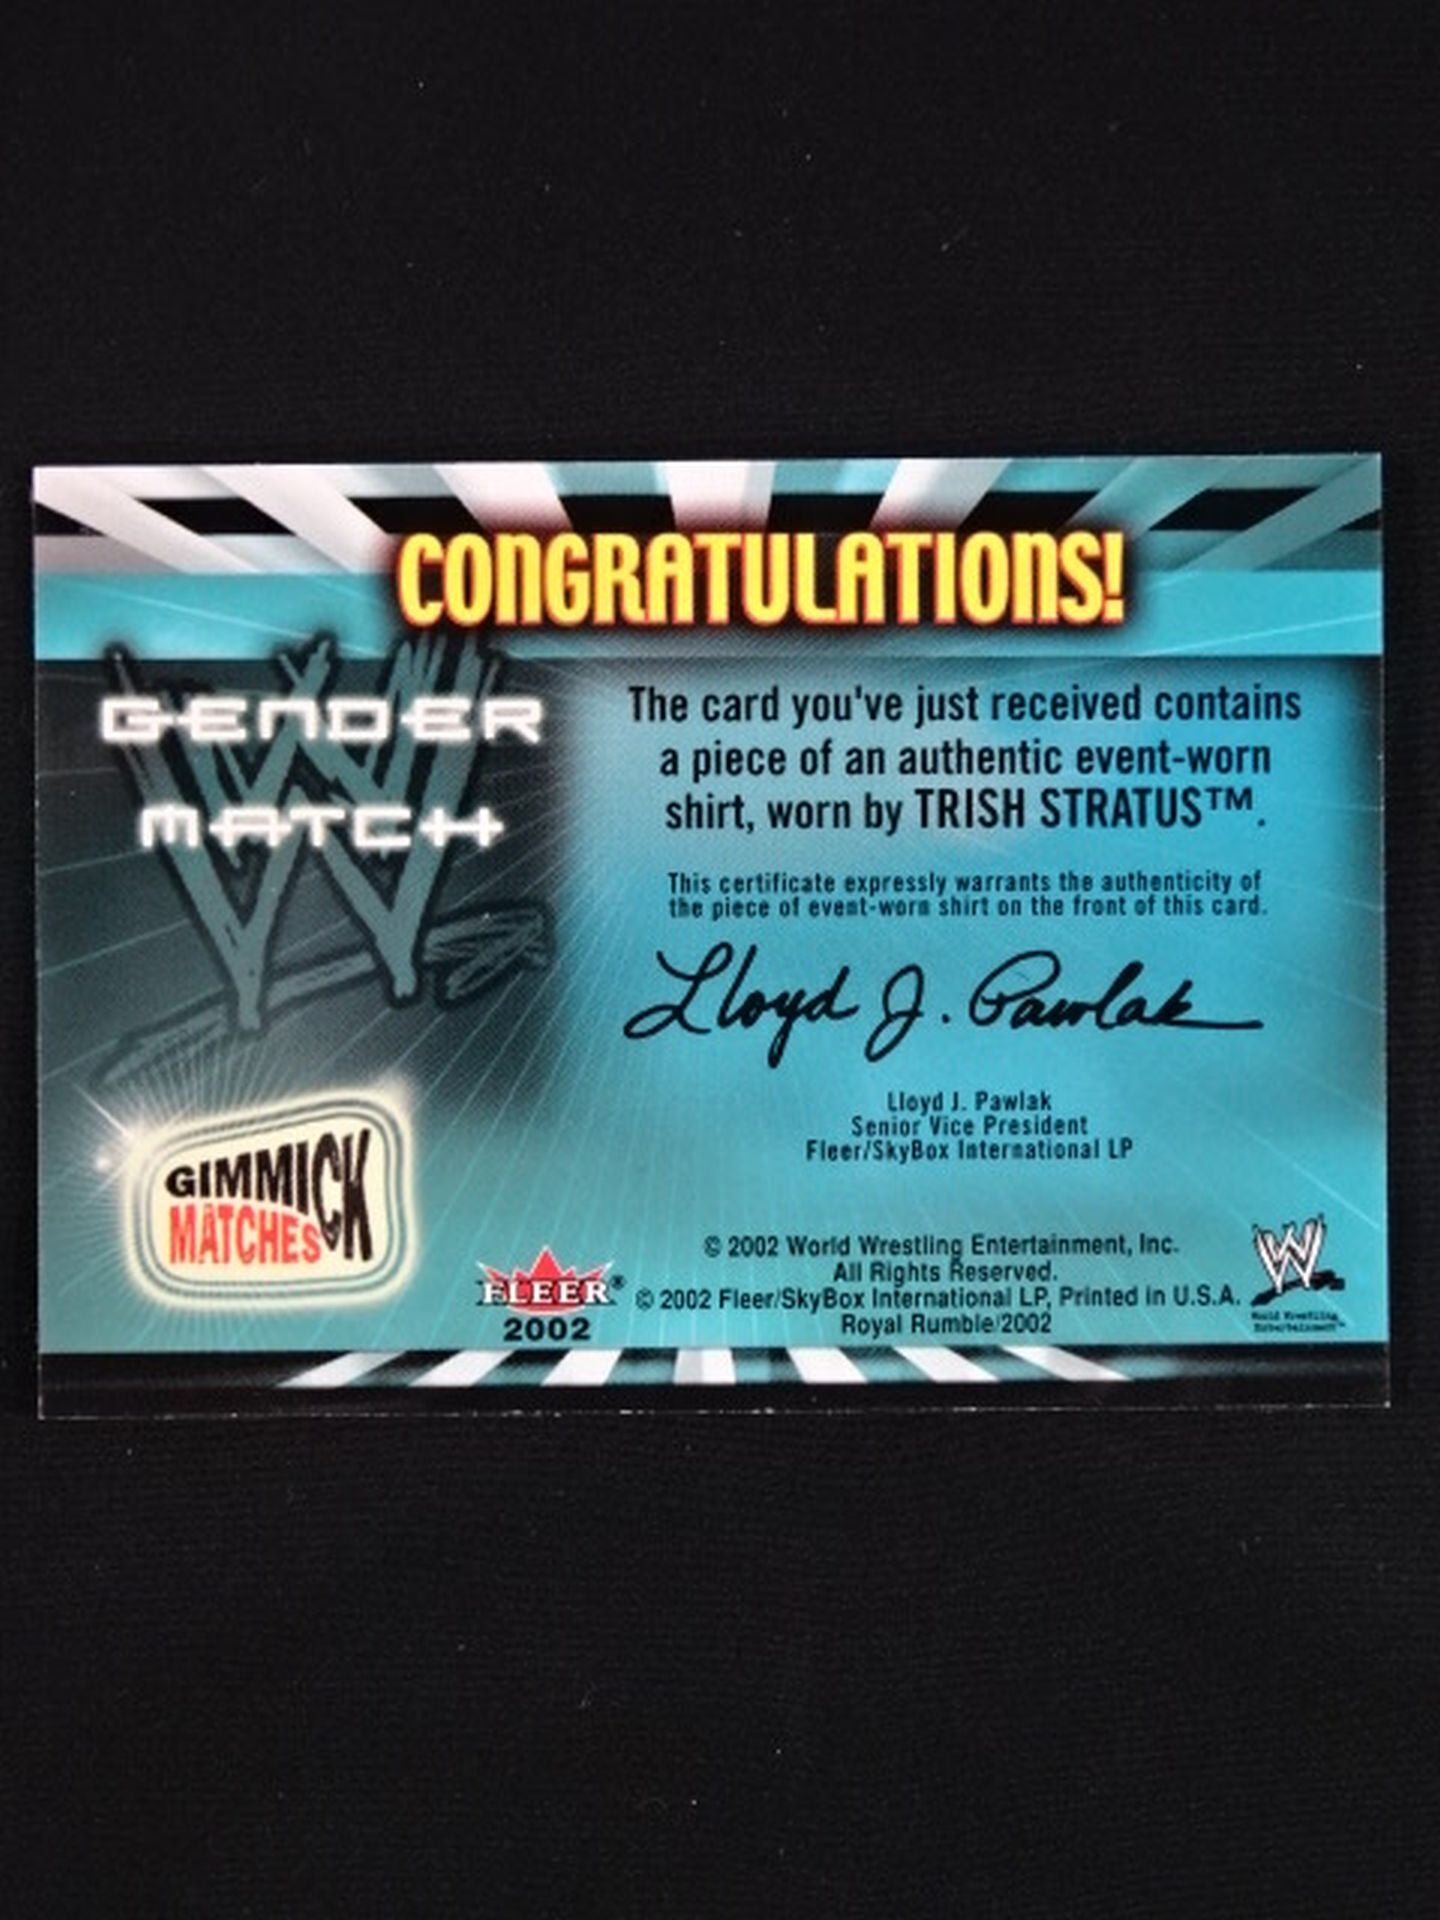 CONGRATULATIONS!
GENDER
MATCH
The card you've just received contains
a piece of an authentic event-worn
shirt, worn by TRISH STRATUS™.
This certificate expressly warrants the authenticity of
the piece of event-worn shirt on the front of this card.
Lloyd J. Pawlak
Lloyd J. Pawlak
Senior Vice President
Fleer/SkyBox International LP
GIMMICK
MATCHES
FLEER®
2002
© 2002 World Wrestling Entertainment, Inc.
All Rights Reserved.
© 2002 Fleer/SkyBox International LP, Printed in U.S.A.
Royal Rumble/2002
W
World Wrestling
Entertainment™